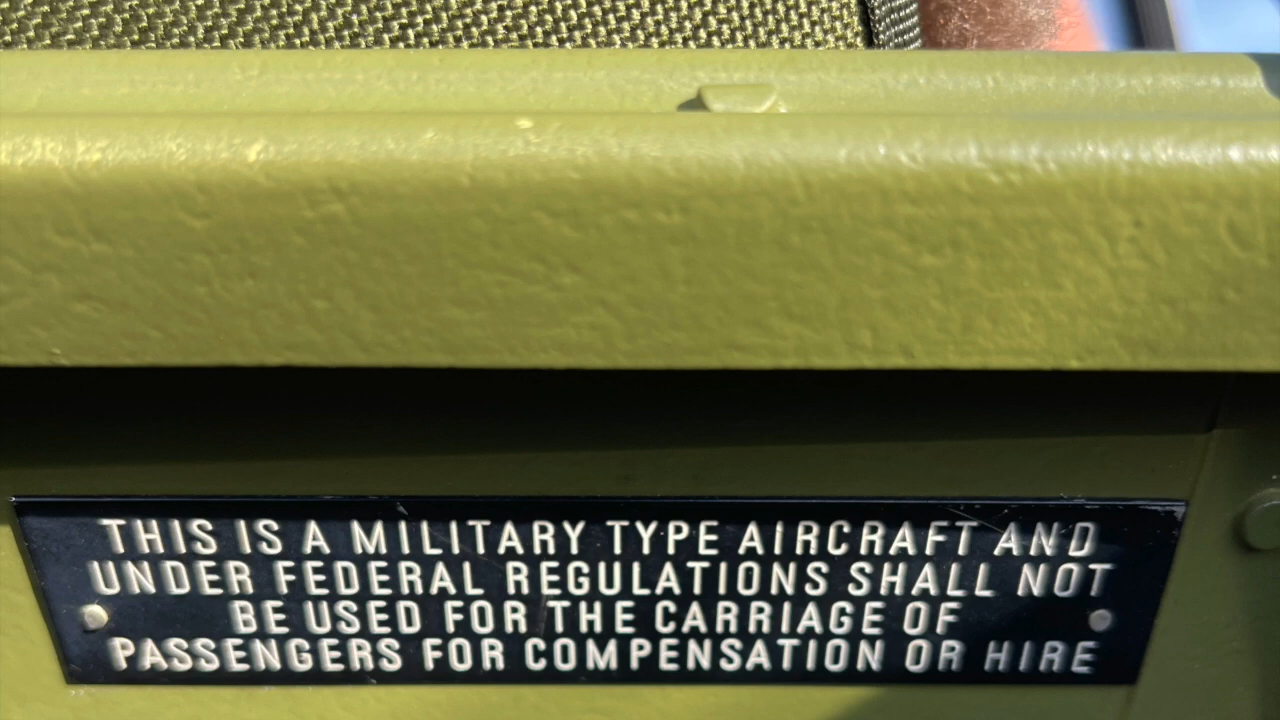 THIS IS A MILITARY TYPE AIRCRAFT AND
UNDER FEDERAL REGULATIONS SHALL NOT
BE USED FOR THE CARRIAGE OF
PASSENGERS FOR COMPENSATION OR HIRE